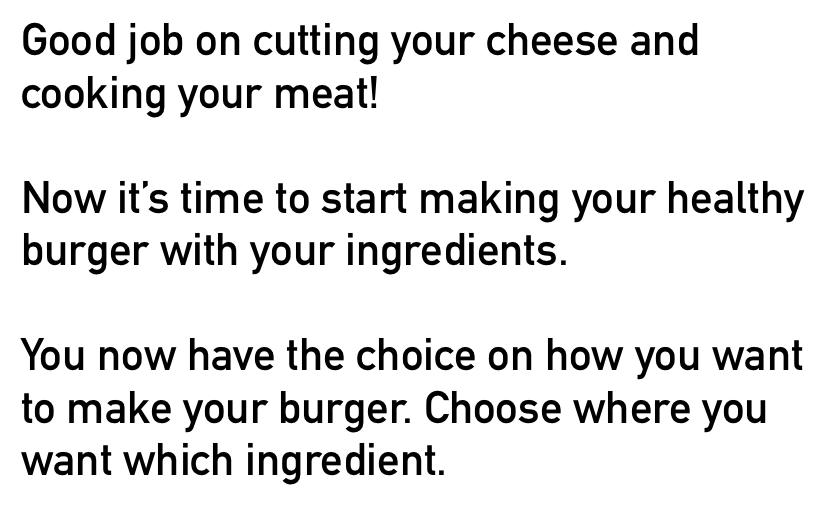 Good job on cutting your cheese and
cooking your meat!
Now it’s time to start making your healthy
burger with your ingredients.
You now have the choice on how you want
to make your burger. Choose where you
want which ingredient.